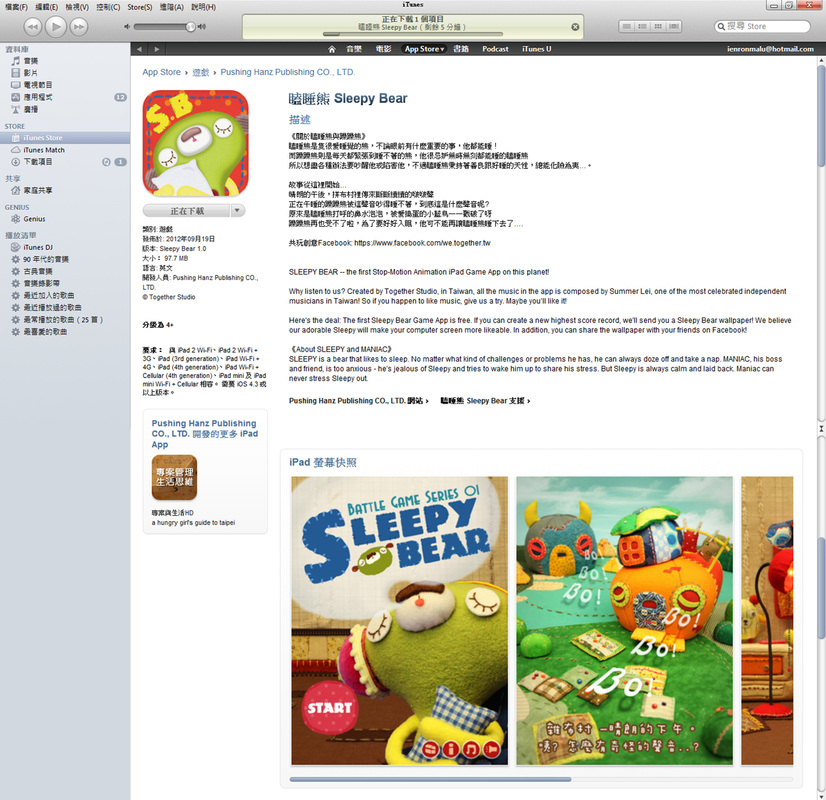 iTunes
檔案(F) 編輯(E) 檢視(V) 控制(C) Store(S) 進階(A) 說明(H)
正在下載 1 個項目
瞌睡熊 Sleepy Bear (剩餘 5 分鐘)
搜尋 Store
音樂 電影 App Store 書籍 Podcast iTunes U
ienronmalu@hotmail.com
資料庫
音樂
影片
電視節目
應用程式 12
廣播
STORE
iTunes Store
iTunes Match
下載項目 1
共享
家庭共享
GENIUS
Genius
播放清單
iTunes DJ
90 年代的音樂
古典音樂
音樂錄影帶
最近加入的歌曲
最近播放過的歌曲
最常播放的歌曲 (25 首)
最喜愛的歌曲
App Store › 遊戲 › Pushing Hanz Publishing CO., LTD.
S.B
正在下載
類別: 遊戲
發佈於: 2012年09月19日
版本: Sleepy Bear 1.0
大小: 97.7 MB
語言: 英文
開發人員: Pushing Hanz Publishing CO.,
LTD.
© Together Studio
分級為 4+
要求: 與 iPad 2 Wi-Fi、iPad 2 Wi-Fi +
3G、iPad (3rd generation)、iPad Wi-Fi +
4G、iPad (4th generation)、iPad Wi-Fi +
Cellular (4th generation)、iPad mini 及 iPad
mini Wi-Fi + Cellular 相容。 需要 iOS 4.3 或
以上版本。
Pushing Hanz Publishing
CO., LTD. 開發的更多 iPad
App
專案管理
生活思維
專案與生活HD
a hungry girl's guide to taipei
瞌睡熊 Sleepy Bear
描述
《關於瞌睡熊與躁躁熊》
瞌睡熊是隻很愛睡覺的熊，不論眼前有什麼重要的事，他都能睡！
而躁躁熊則是每天都緊張到睡不著的熊，他很忌妒無時無刻都能睡的瞌睡熊
所以想盡各種辦法要吵醒他或陷害他，不過瞌睡熊秉持著善良跟好睡的天性，總能化險為夷...。
故事從這裡開始...
晴朗的午後，拼布村裡傳來斷斷續續的啵啵聲
正在午睡的躁躁熊被這聲音吵得睡不著，到底這是什麼聲音呢？
原來是瞌睡熊打呼的鼻水泡泡，被愛搗蛋的小藍鳥一一戳破了呀
躁躁熊再也受不了啦，為了要好好入眠，他可不能再讓瞌睡熊睡下去了....
共玩創意Facebook: https://www.facebook.com/we.together.tw
SLEEPY BEAR -- the first Stop-Motion Animation iPad Game App on this planet!
Why listen to us? Created by Together Studio, in Taiwan, all the music in the app is composed by Summer Lei, one of the most celebrated independent
musicians in Taiwan! So if you happen to like music, give us a try. Maybe you'll like it!
Here's the deal: The first Sleepy Bear Game App is free. If you can create a new highest score record, we'll send you a Sleepy Bear wallpaper! We believe
our adorable Sleepy will make your computer screen more likeable. In addition, you can share the wallpaper with your friends on Facebook!
《About SLEEPY and MANIAC》
SLEEPY is a bear that likes to sleep. No matter what kind of challenges or problems he has, he can always doze off and take a nap. MANIAC, his boss
and friend, is too anxious - he's jealous of Sleepy and tries to wake him up to share his stress. But Sleepy is always calm and laid back. Maniac can
never stress Sleepy out.
Pushing Hanz Publishing CO., LTD. 網站 › 瞌睡熊 Sleepy Bear 支援 ›
iPad 螢幕快照
BATTLE GAME SERIES 01
SLEEPY
BEAR
START
BO!
BO!
BO!
BO!
BO!
BO!
誰布村 一晴朗的下午。
咦? 怎麼有奇怪的聲音..?